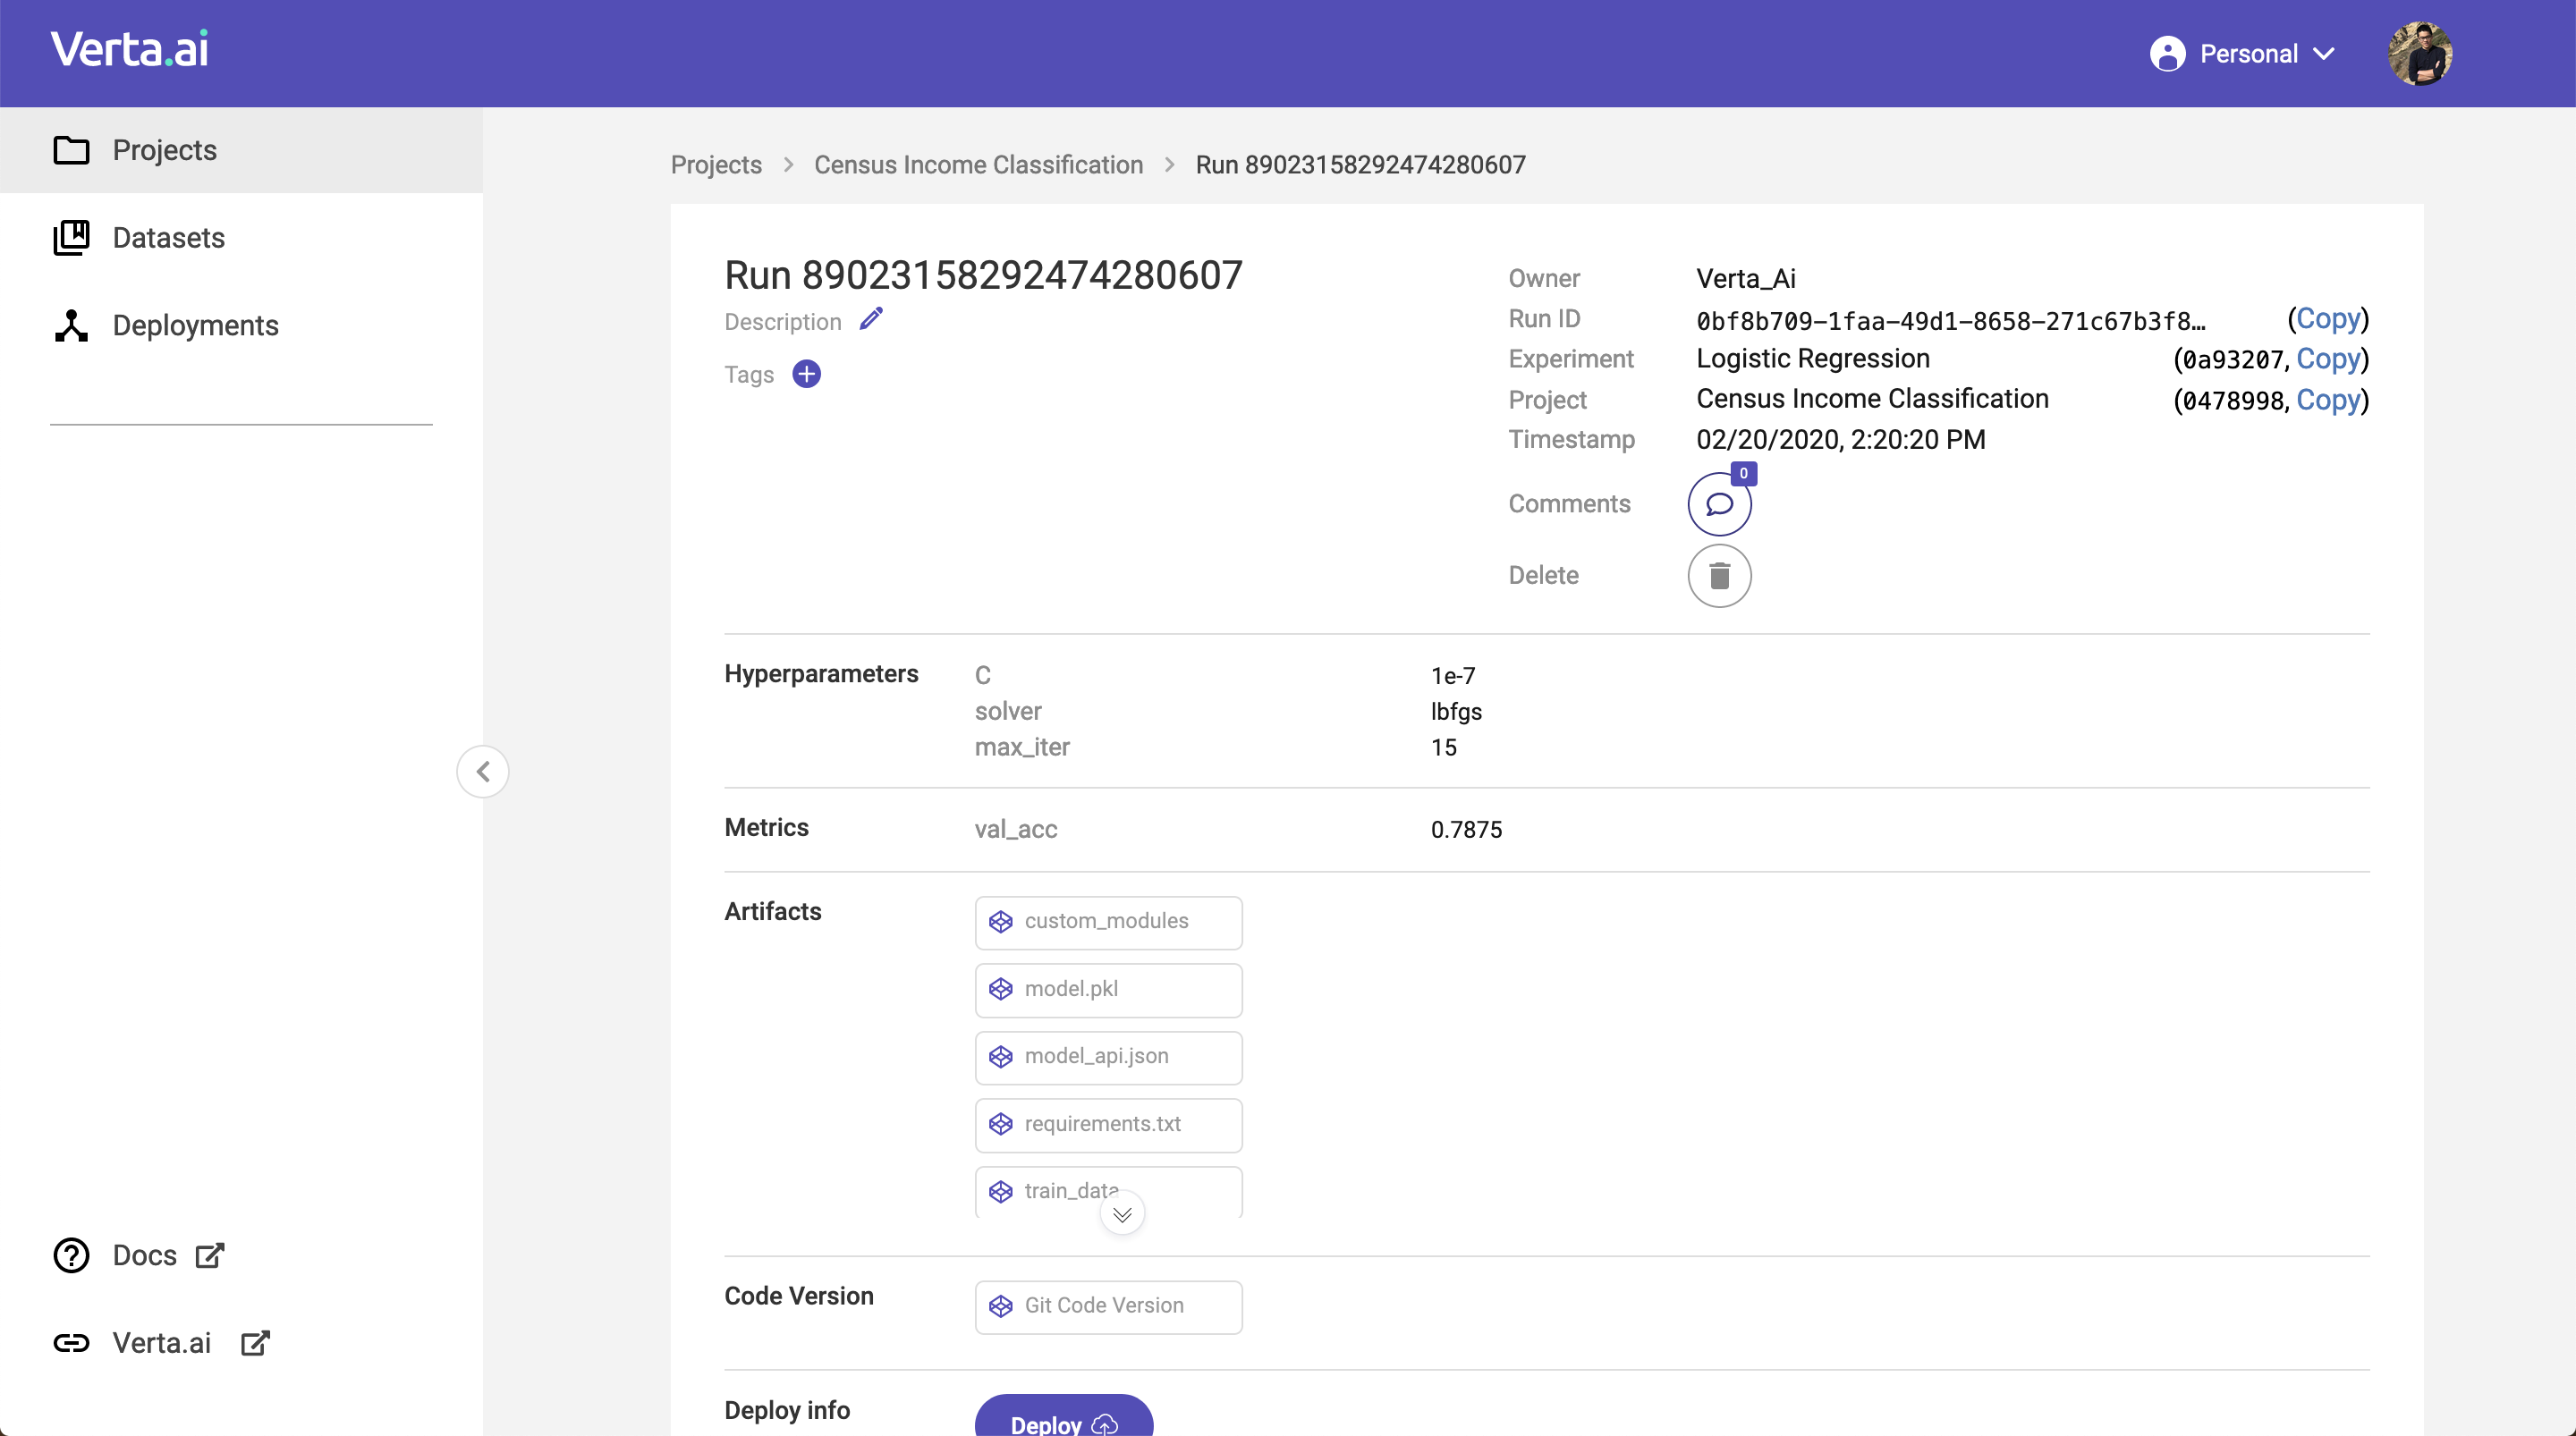 Verta.ai
Personal
Projects
Datasets
Deployments
Docs
Verta.ai
Projects > Census Income Classification > Run 89023158292474280607
Run 89023158292474280607
Description
Tags
Owner Verta_Ai
Run ID 0bf8b709-1faa-49d1-8658-271c67b3f8… (Copy)
Experiment Logistic Regression (0a93207, Copy)
Project Census Income Classification (0478998, Copy)
Timestamp 02/20/2020, 2:20:20 PM
Comments 0
Delete
Hyperparameters C 1e-7
solver lbfgs
max_iter 15
Metrics val_acc 0.7875
Artifacts custom_modules
model.pkl
model_api.json
requirements.txt
train_data
Code Version Git Code Version
Deploy info Deploy